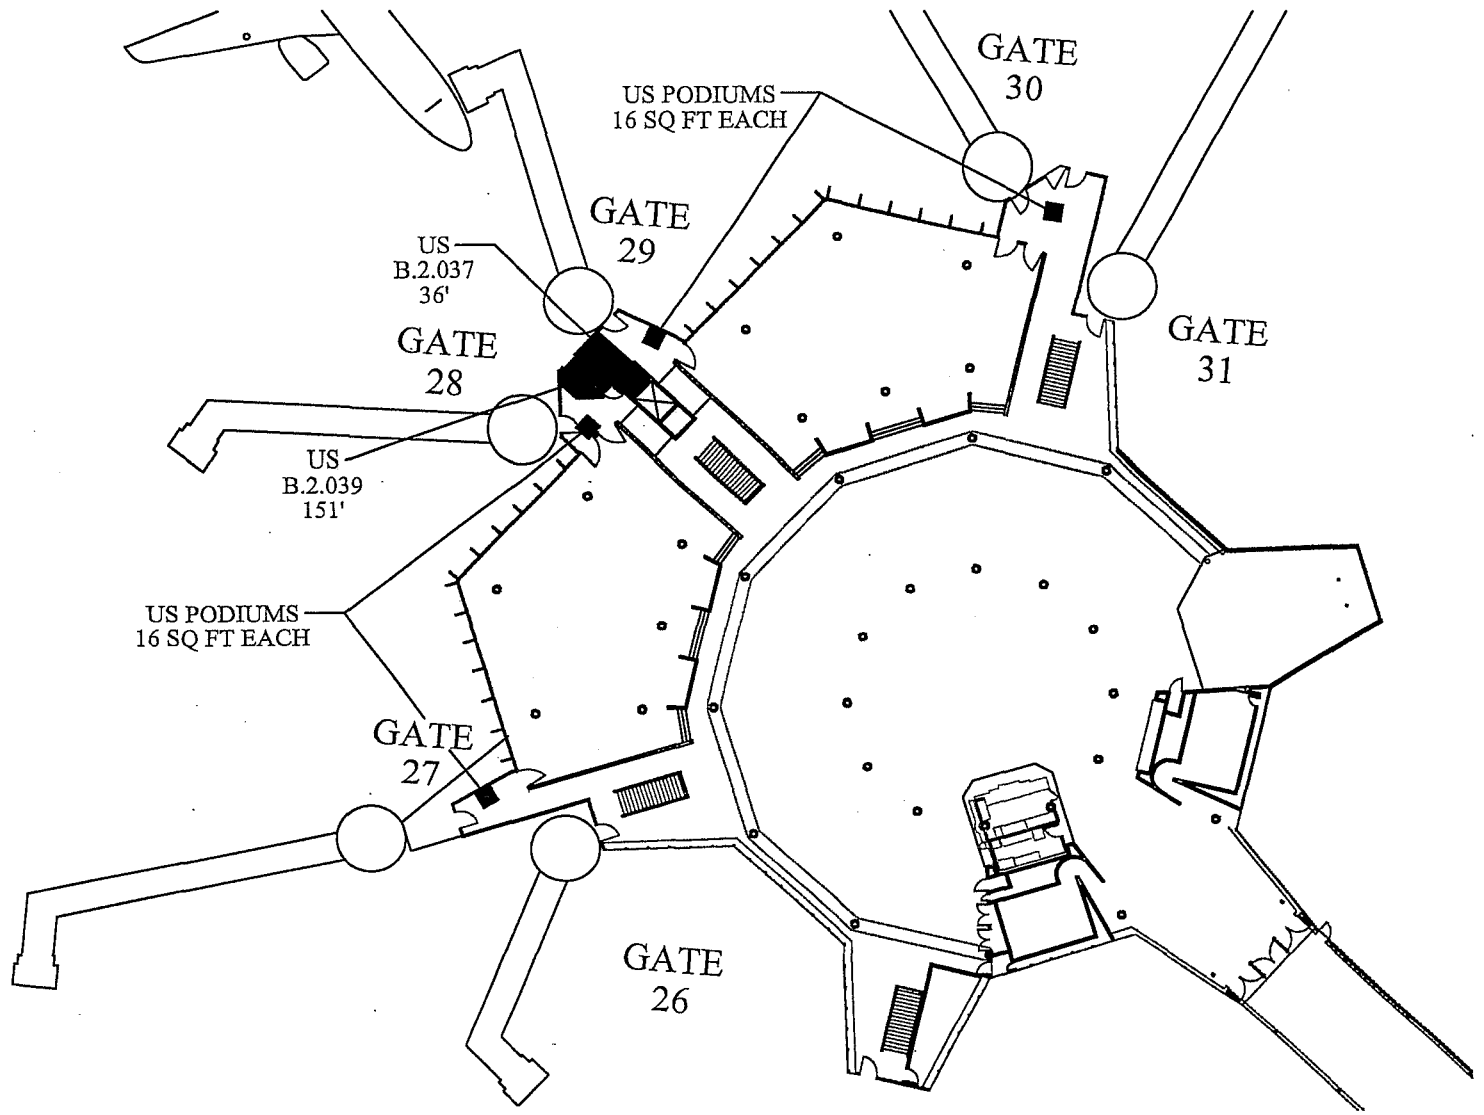 GATE
30
US PODIUMS
16 SQ FT EACH
GATE
29
US
B.2.037
36'
GATE
28
GATE
31
US
B.2.039
151'
US PODIUMS
16 SQ FT EACH
GATE
27
GATE
26